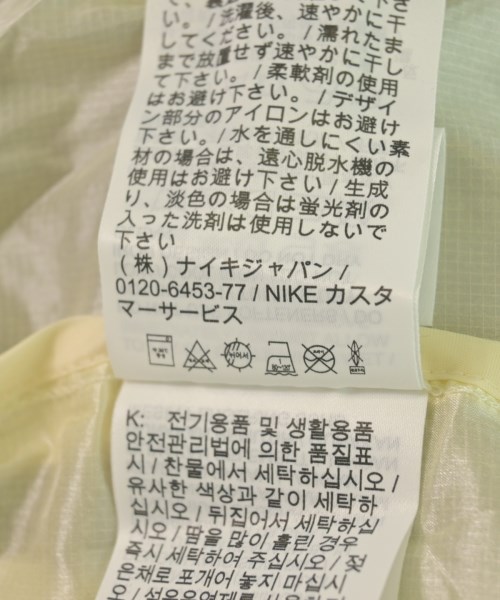 い。/洗濯後、速やかに干
してください。/濡れたま
まで放置せず速やかに干し
て下さい。/柔軟剤の使用
はお避け下さい。/デザイ
ン部分のアイロンはお避け
下さい。/水を通しにくい素
材の場合は、遠心脱水機の
使用はお避け下さい/生成
り、淡色の場合は蛍光剤の
入った洗剤は使用しないで
下さい
(株)ナイキジャパン/
0120-6453-77/NIKE カスタ
マーサービス
K: 전기용품 및 생활용품
안전관리법에 의한 품질표
시/찬물에서 세탁하십시오/
유사한 색상과 같이 세탁하
십시오/뒤집어서 세탁하십
시오/땀을 많이 흘린 경우
즉시 세탁하여 주십시오/젖
은채로 포개어 놓지 마십시
오/섬유유연제를 사용하지